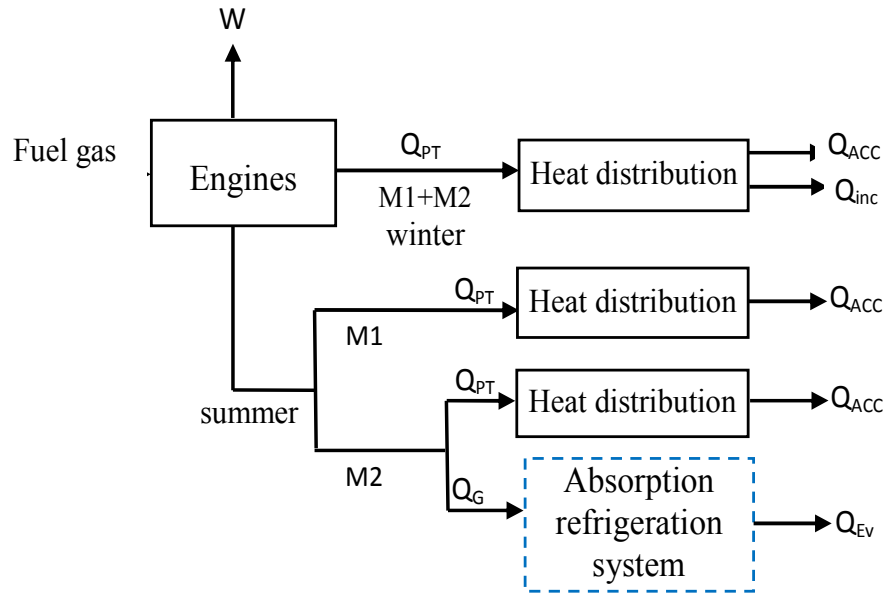 W
Fuel gas
Engines
QPT
M1+M2
winter
Heat distribution
QACC
Qinc
summer
M1
QPT
Heat distribution
QACC
M2
QPT
Heat distribution
QACC
QG
Absorption
refrigeration
system
QEv